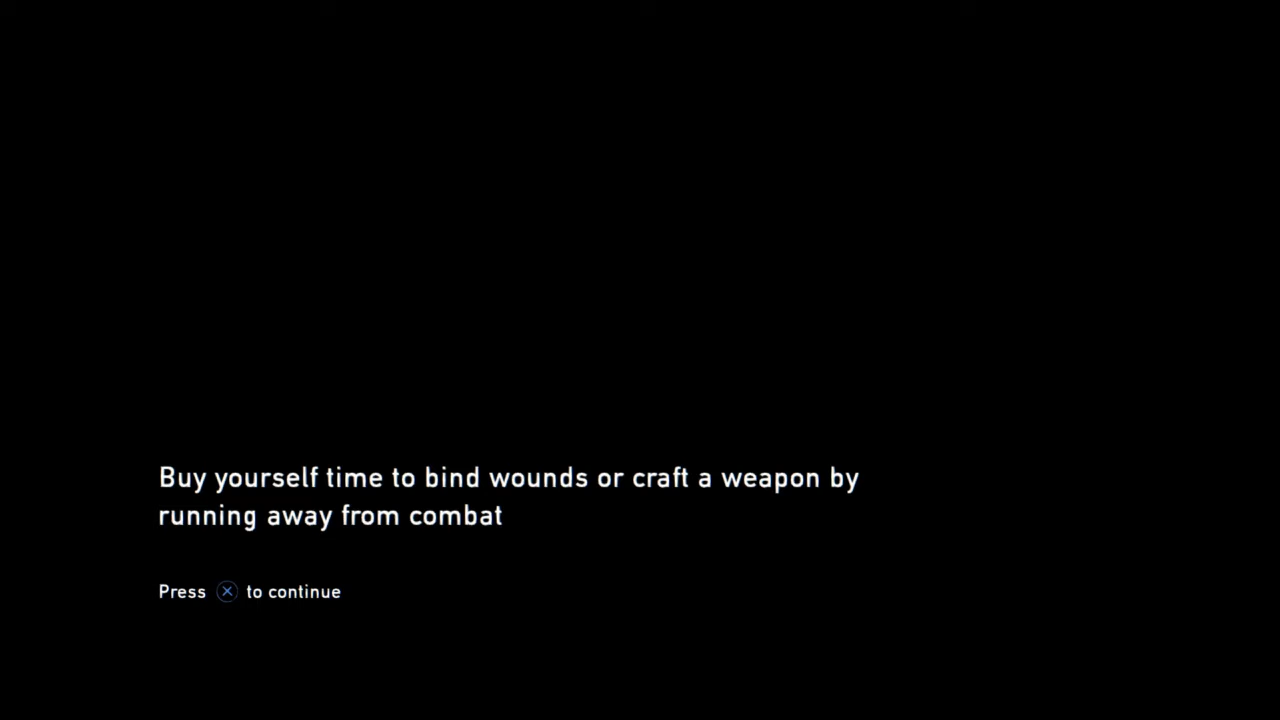 Buy yourself time to bind wounds or craft a weapon by
running away from combat
Press ⓧ to continue